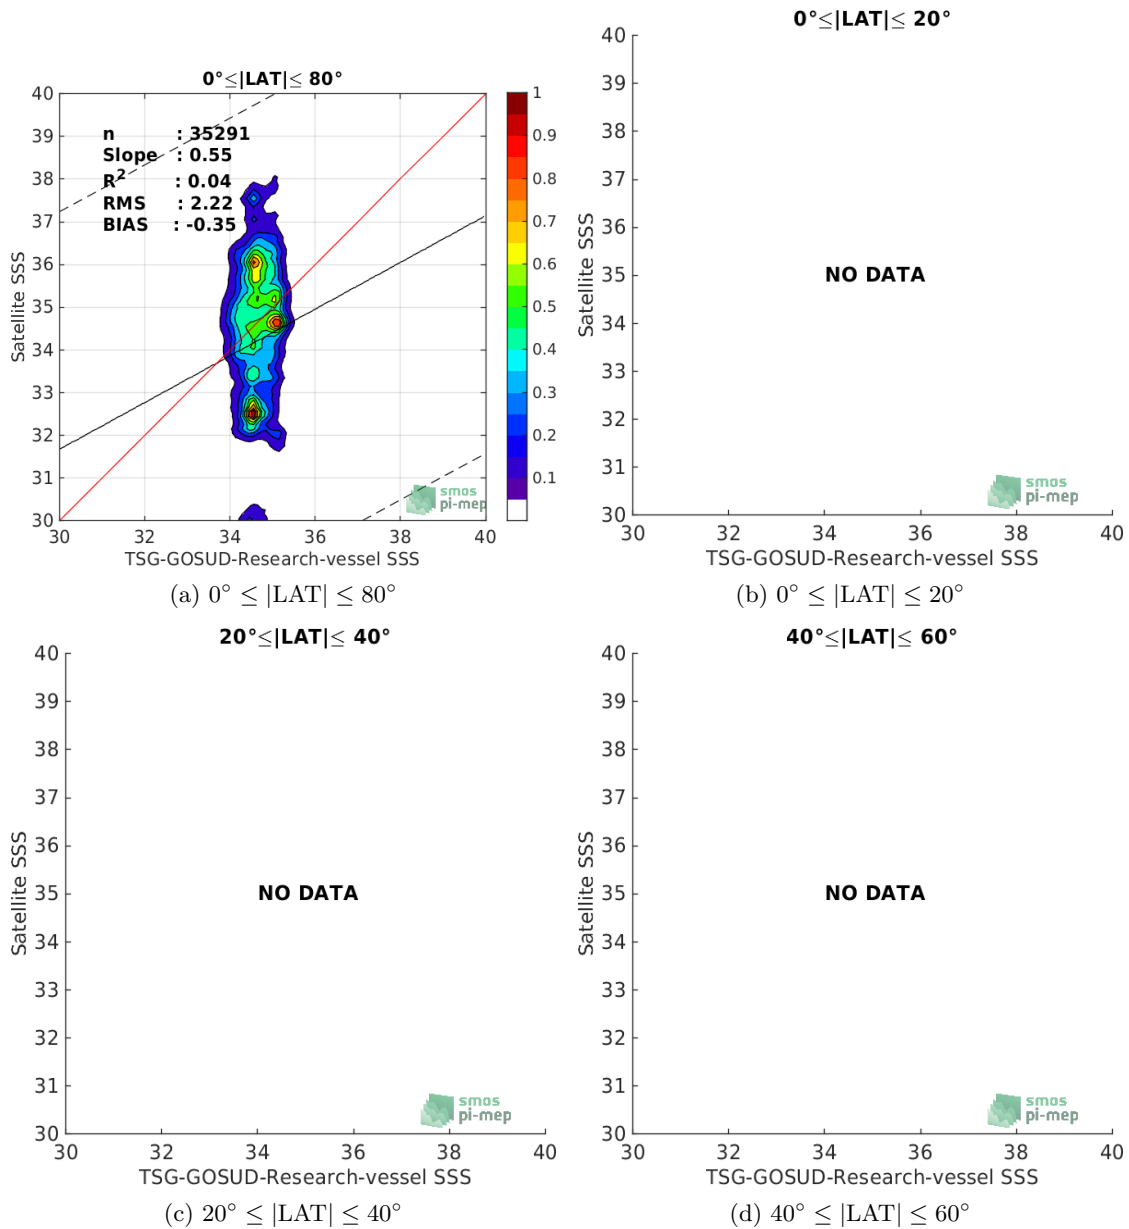 0°≤|LAT|≤ 80°
40
39
38
37
36
35
34
33
32
31
30
Satellite SSS
n : 35291
Slope : 0.55
R2 : 0.04
RMS : 2.22
BIAS : -0.35
1
0.9
0.8
0.7
0.6
0.5
0.4
0.3
0.2
0.1
smos
pi-mep
30 32 34 36 38 40
TSG-GOSUD-Research-vessel SSS
(a) 0° ≤ |LAT| ≤ 80°
0°≤|LAT|≤ 20°
40
39
38
37
36
35
34
33
32
31
30
Satellite SSS
NO DATA
smos
pi-mep
30 32 34 36 38 40
TSG-GOSUD-Research-vessel SSS
(b) 0° ≤ |LAT| ≤ 20°
20°≤|LAT|≤ 40°
40
39
38
37
36
35
34
33
32
31
30
Satellite SSS
NO DATA
smos
pi-mep
30 32 34 36 38 40
TSG-GOSUD-Research-vessel SSS
(c) 20° ≤ |LAT| ≤ 40°
40°≤|LAT|≤ 60°
40
39
38
37
36
35
34
33
32
31
30
Satellite SSS
NO DATA
smos
pi-mep
30 32 34 36 38 40
TSG-GOSUD-Research-vessel SSS
(d) 40° ≤ |LAT| ≤ 60°